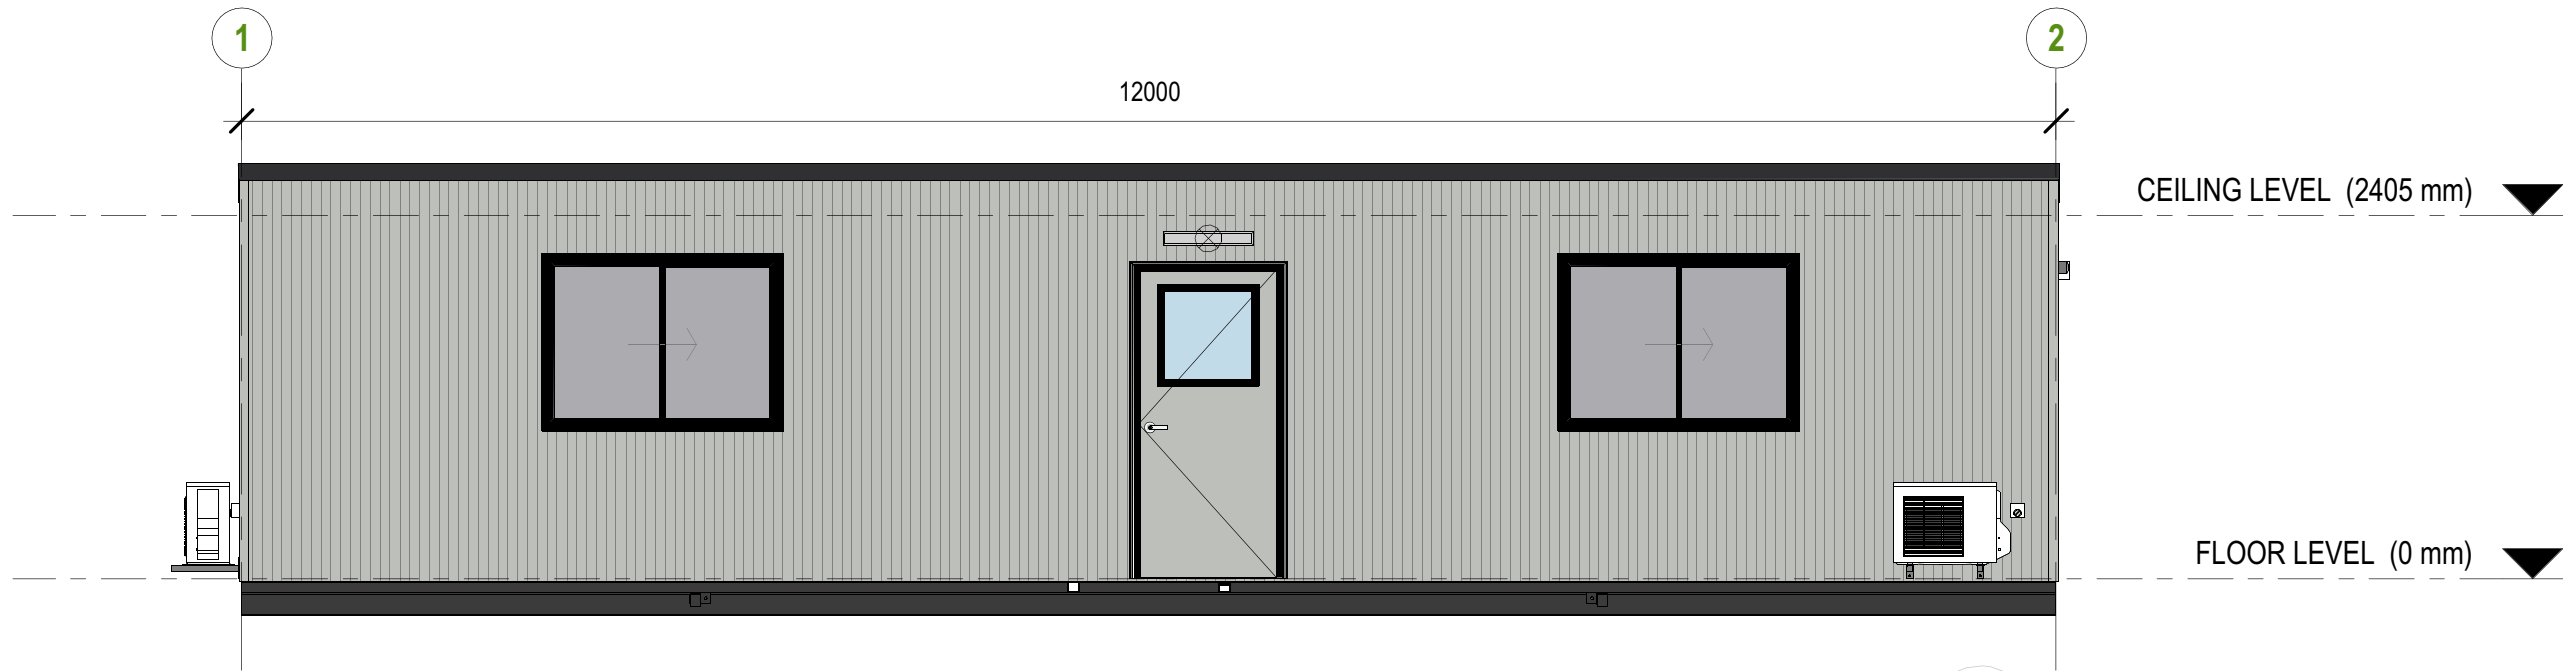 1
2
12000
CEILING LEVEL (2405 mm)
FLOOR LEVEL (0 mm)